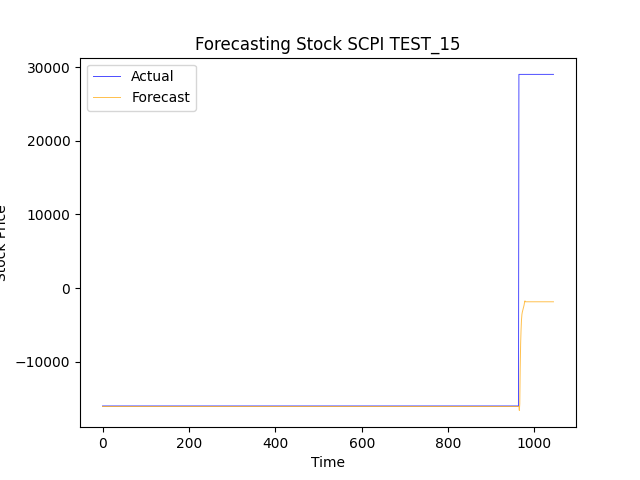 Forecasting Stock SCPI TEST_15
Actual
Forecast
30000
20000
10000
0
−10000
Stock Price
0 200 400 600 800 1000
Time